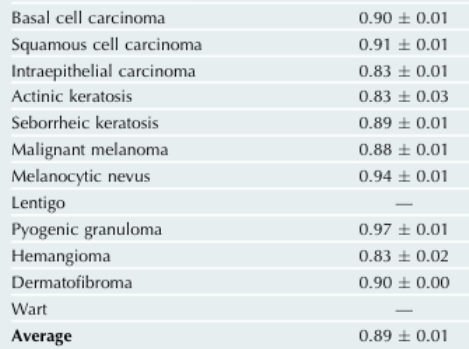 Basal cell carcinoma 0.90 ± 0.01
Squamous cell carcinoma 0.91 ± 0.01
Intraepithelial carcinoma 0.83 ± 0.01
Actinic keratosis 0.83 ± 0.03
Seborrheic keratosis 0.89 ± 0.01
Malignant melanoma 0.88 ± 0.01
Melanocytic nevus 0.94 ± 0.01
Lentigo —
Pyogenic granuloma 0.97 ± 0.01
Hemangioma 0.83 ± 0.02
Dermatofibroma 0.90 ± 0.00
Wart —
Average 0.89 ± 0.01